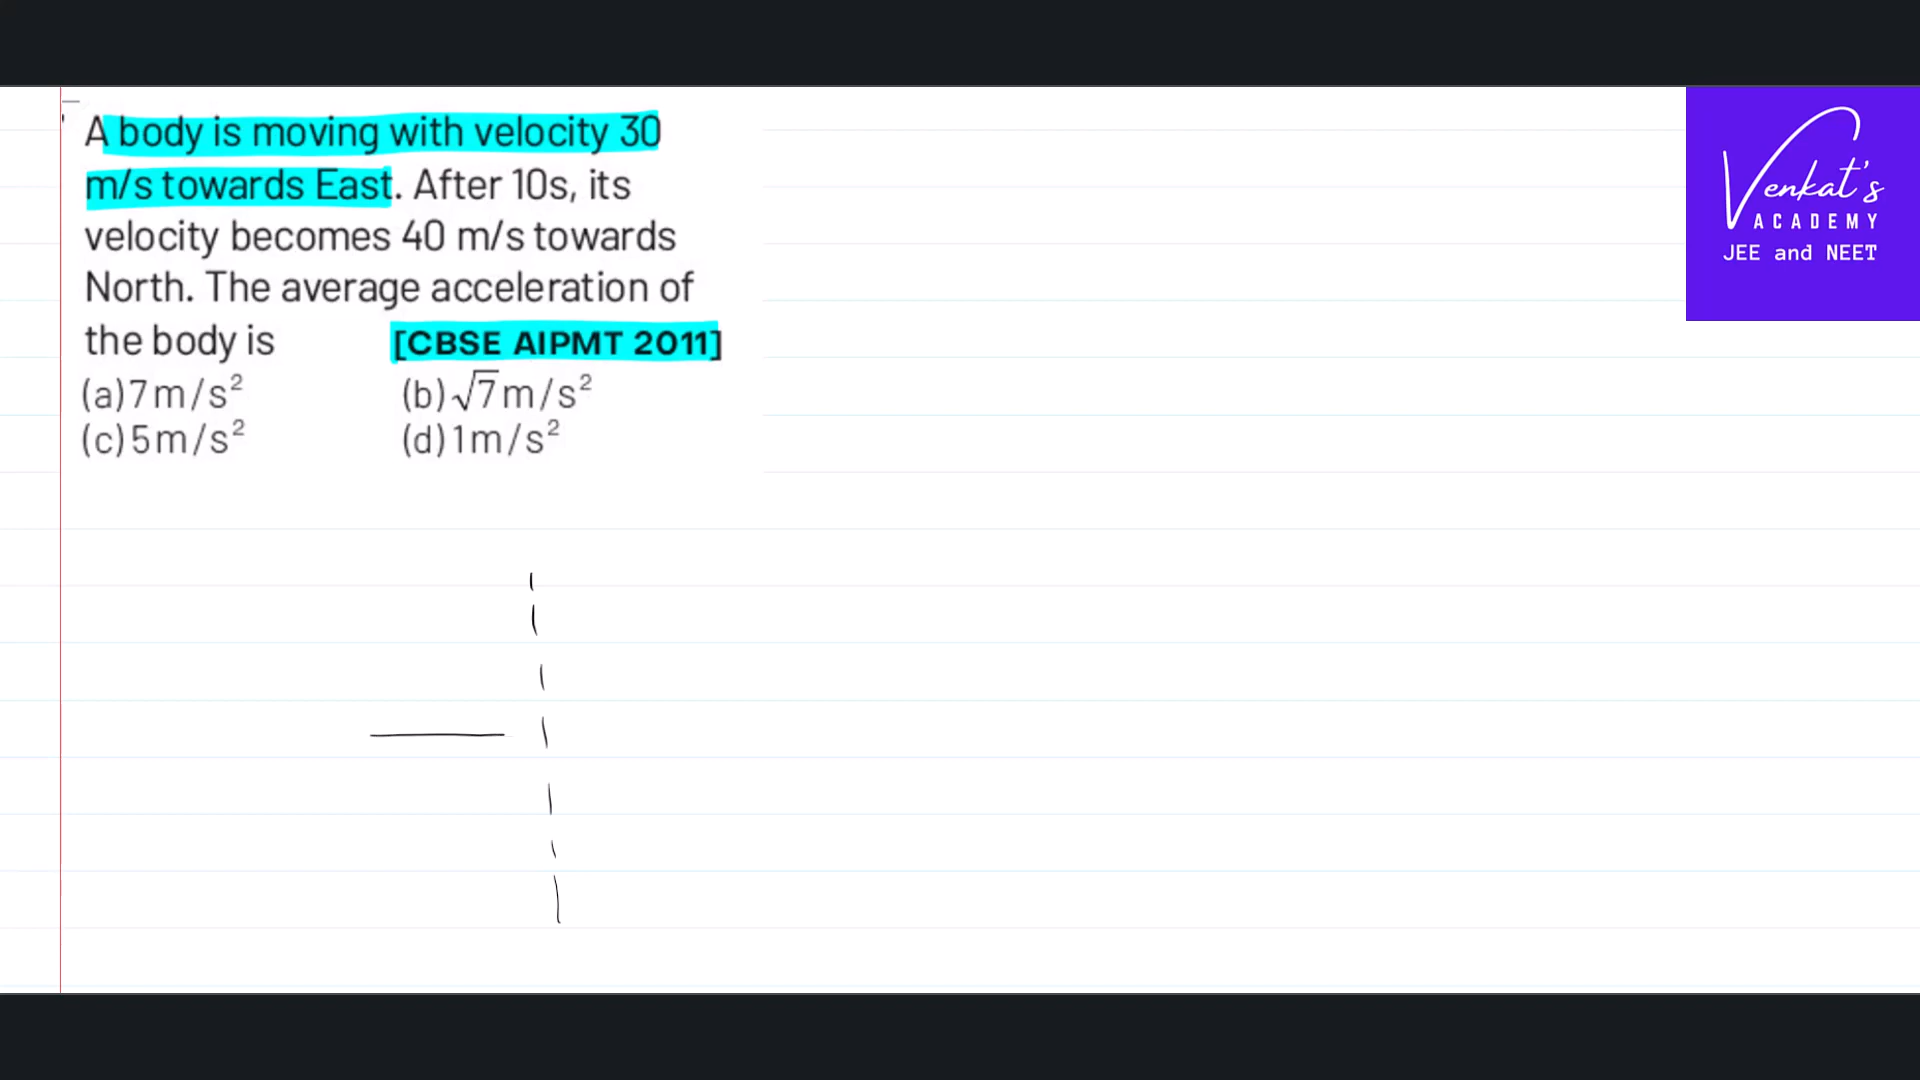 A body is moving with velocity 30
m/s towards East. After 10s, its
velocity becomes 40 m/s towards
North. The average acceleration of
the body is [CBSE AIPMT 2011]
(a) 7 m/s² (b) √7 m/s²
(c) 5 m/s² (d) 1 m/s²
Venkat's
ACADEMY
JEE and NEET